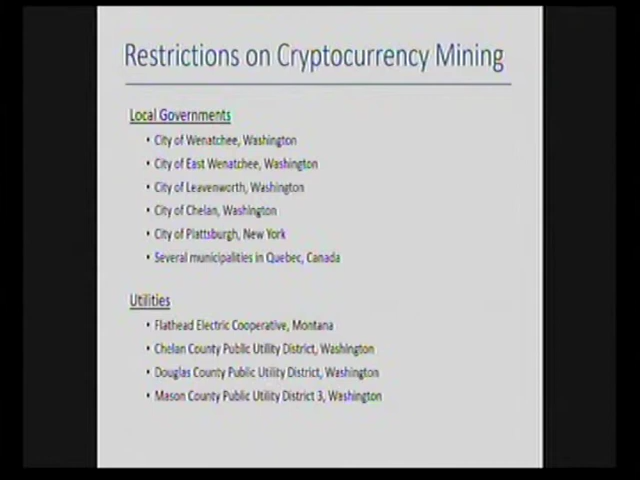 Restrictions on Cryptocurrency Mining
Local Governments
• City of Wenatchee, Washington
• City of East Wenatchee, Washington
• City of Leavenworth, Washington
• City of Chelan, Washington
• City of Plattsburgh, New York
• Several municipalities in Quebec, Canada
Utilities
• Flathead Electric Cooperative, Montana
• Chelan County Public Utility District, Washington
• Douglas County Public Utility District, Washington
• Mason County Public Utility District 3, Washington